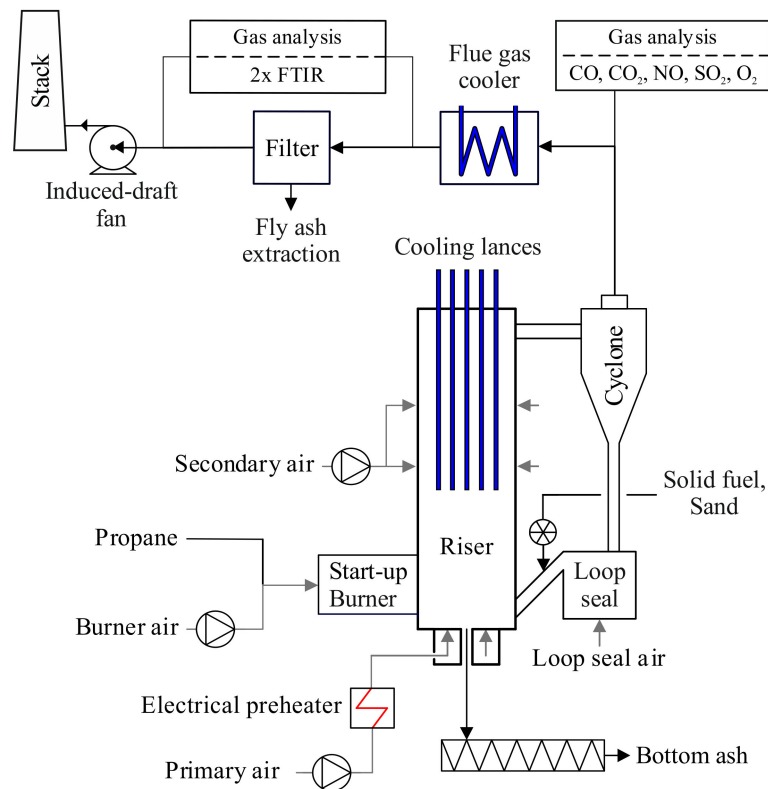 Stack
Gas analysis
2x FTIR
Flue gas
cooler
Gas analysis
CO, CO₂, NO, SO₂, O₂
Filter
Induced-draft
fan
Fly ash
extraction
Cooling lances
Cyclone
Secondary air
Solid fuel,
Sand
Propane
Riser
Start-up
Burner
Loop
seal
Burner air
Loop seal air
Electrical preheater
Primary air
Bottom ash